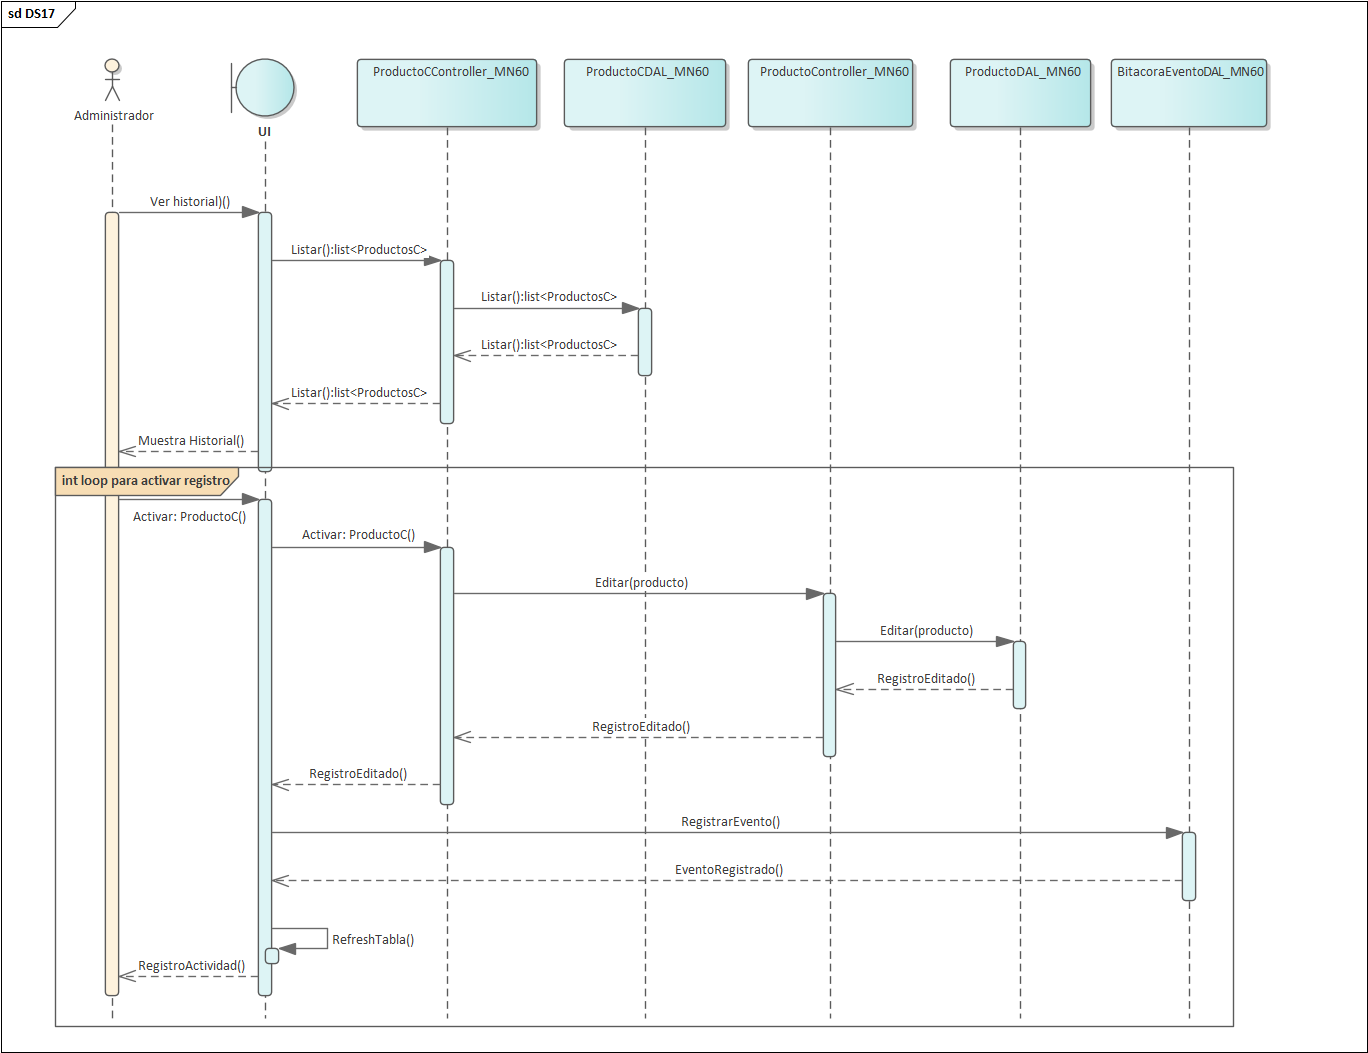 sd DS17
Administrador
UI
ProductoCController_MN60
ProductoCDAL_MN60
ProductoController_MN60
ProductoDAL_MN60
BitacoraEventoDAL_MN60
Ver historial)()
Listar():list<ProductosC>
Listar():list<ProductosC>
Listar():list<ProductosC>
Listar():list<ProductosC>
Muestra Historial()
int loop para activar registro
Activar: ProductoC()
Activar: ProductoC()
Editar(producto)
Editar(producto)
RegistroEditado()
RegistroEditado()
RegistroEditado()
RegistrarEvento()
EventoRegistrado()
RefreshTabla()
RegistroActividad()